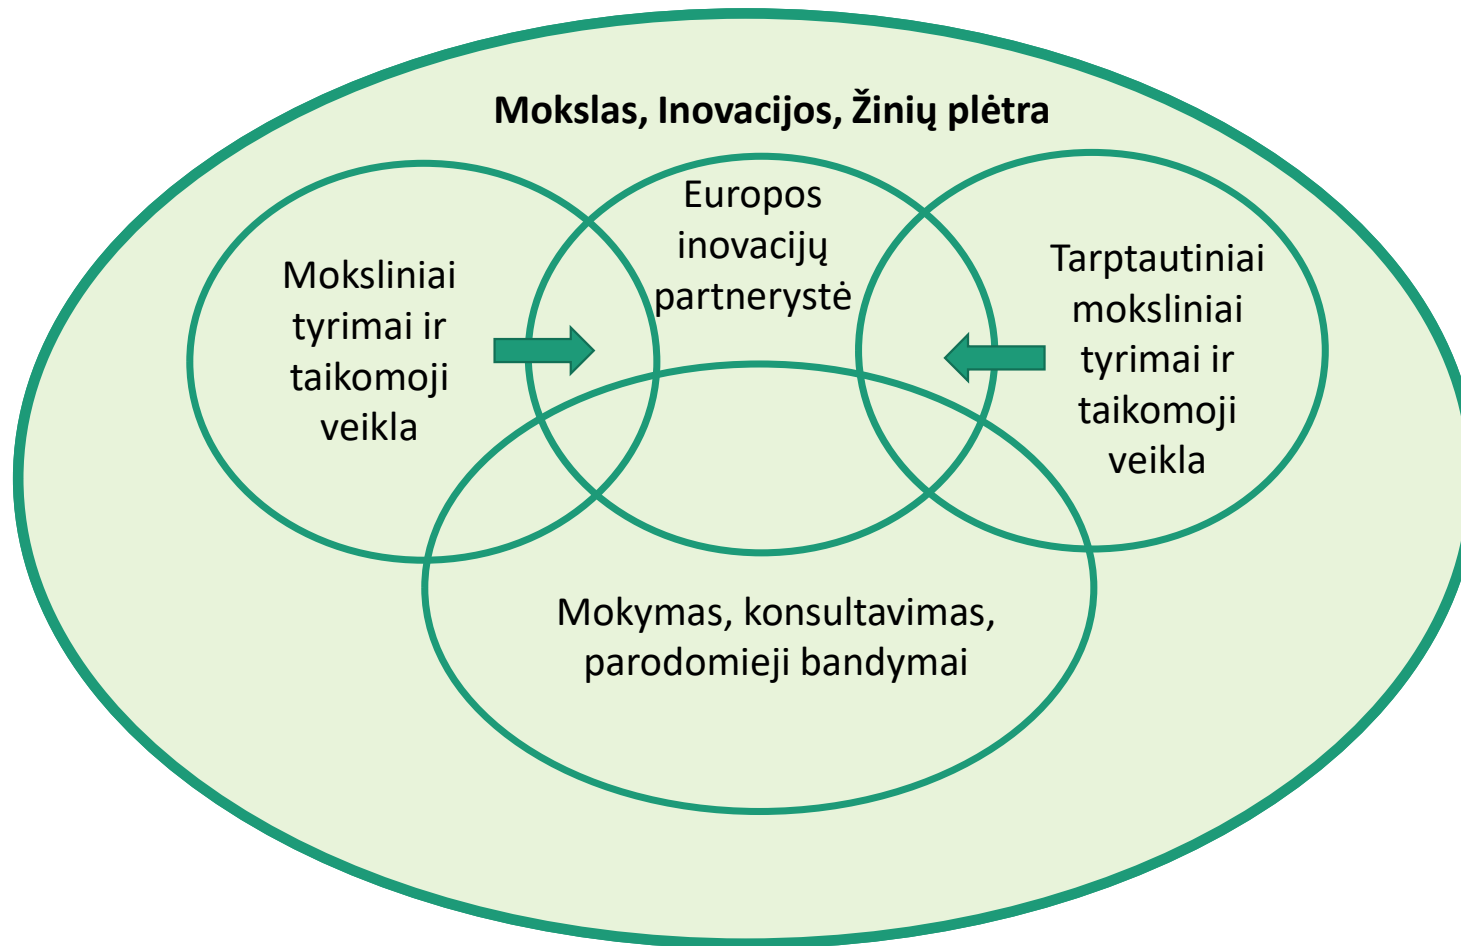 Mokslas, Inovacijos, Žinių plėtra
Moksliniai
tyrimai ir
taikomoji
veikla
Europos
inovacijų
partnerystė
Tarptautiniai
moksliniai
tyrimai ir
taikomoji
veikla
Mokymas, konsultavimas,
parodomieji bandymai